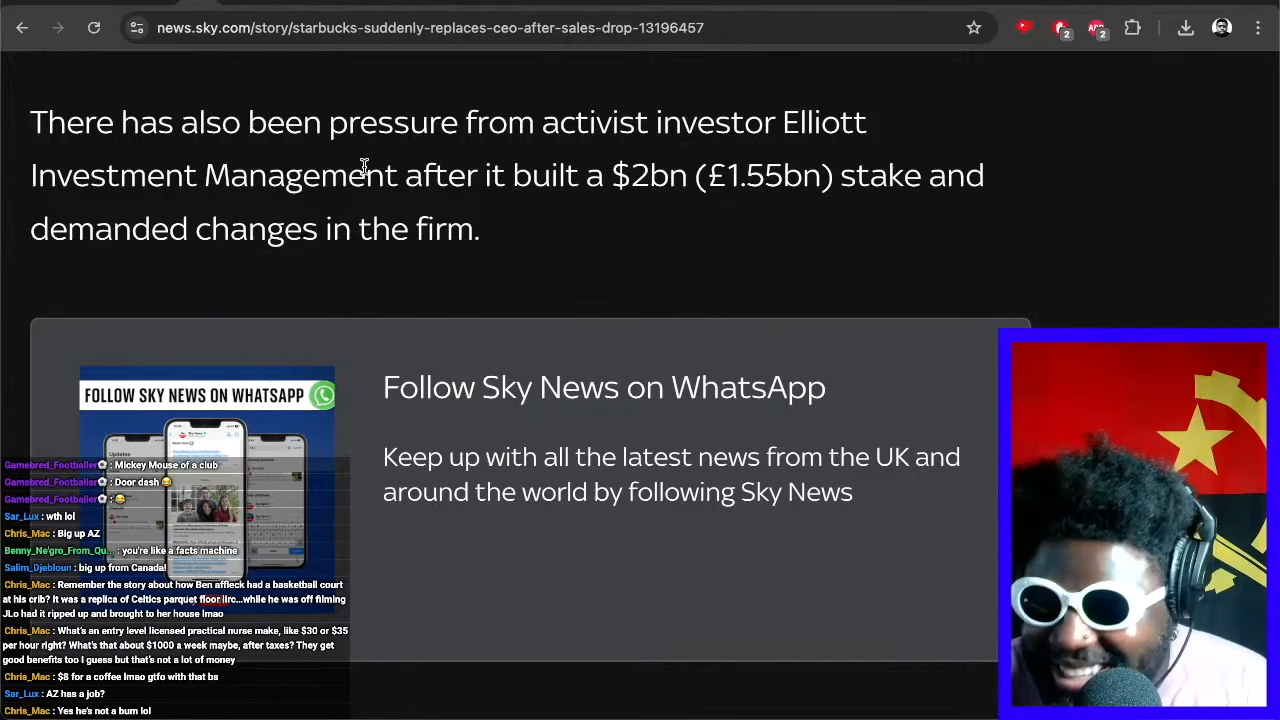 news.sky.com/story/starbucks-suddenly-replaces-ceo-after-sales-drop-13196457
2
2
There has also been pressure from activist investor Elliott
Investment Management after it built a $2bn (£1.55bn) stake and
demanded changes in the firm.
FOLLOW SKY NEWS ON WHATSAPP
Updates
Follow Sky News on WhatsApp
Keep up with all the latest news from the UK and
around the world by following Sky News
Gamebred_Footballer : Mickey Mouse of a club
Gamebred_Footballer : Door dash 😂
Gamebred_Footballer : 😂
Sar_Lux : wth lol
Chris_Mac : Big up AZ
Benny_Ne'gro_From_Qu... : you're like a facts machine
Salim_Djebloun : big up from Canada!
Chris_Mac : Remember the story about how Ben affleck had a basketball court
at his crib? It was a replica of Celtics parquet floor iirc...while he was off filming
JLo had it ripped up and brought to her house lmao
Chris_Mac : What's an entry level licensed practical nurse make, like $30 or $35
per hour right? What's that about $1000 a week maybe, after taxes? They get
good benefits too I guess but that's not a lot of money
Chris_Mac : $8 for a coffee lmao gtfo with that bs
Sar_Lux : AZ has a job?
Chris_Mac : Yes he's not a bum lol